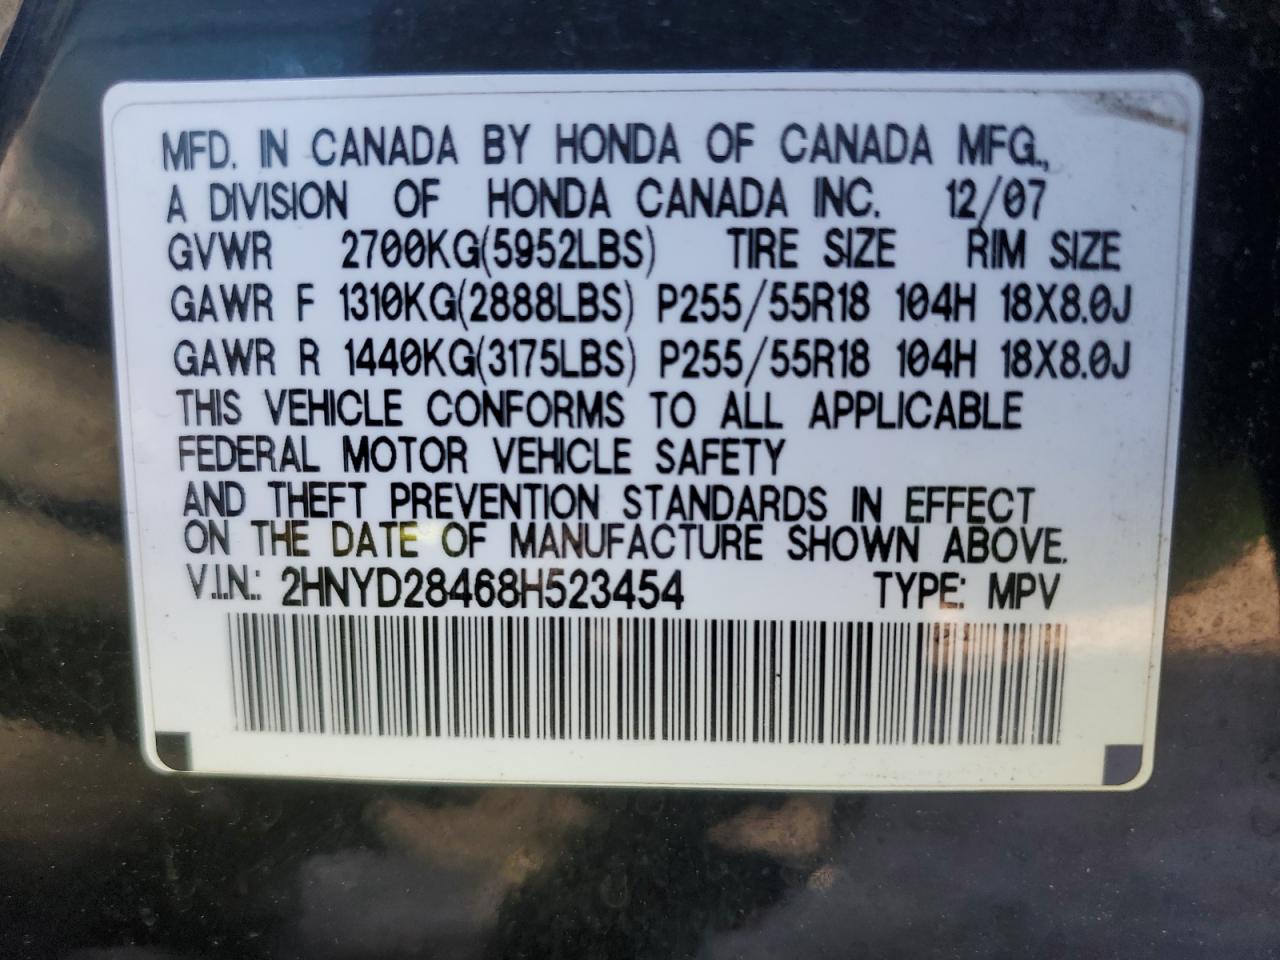 MFD. IN CANADA BY HONDA OF CANADA MFG.,
A DIVISION OF HONDA CANADA INC. 12/07
GVWR 2700KG(5952LBS) TIRE SIZE RIM SIZE
GAWR F 1310KG(2888LBS) P255/55R18 104H 18X8.0J
GAWR R 1440KG(3175LBS) P255/55R18 104H 18X8.0J
THIS VEHICLE CONFORMS TO ALL APPLICABLE
FEDERAL MOTOR VEHICLE SAFETY
AND THEFT PREVENTION STANDARDS IN EFFECT
ON THE DATE OF MANUFACTURE SHOWN ABOVE.
V.I.N.: 2HNYD28468H523454 TYPE: MPV